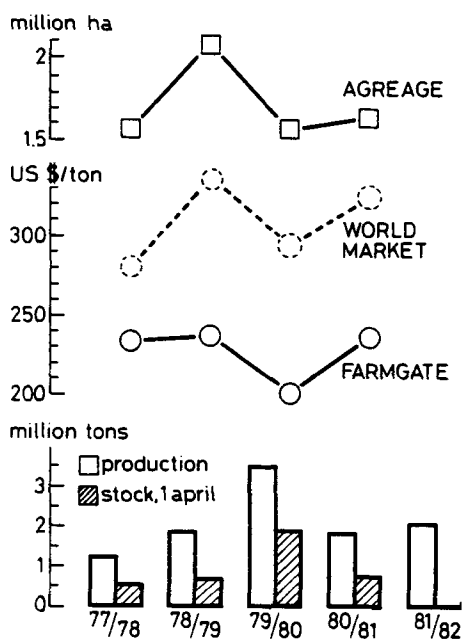 million ha
2
1.5
AGREAGE
US $/ton
300
250
200
WORLD
MARKET
FARMGATE
million tons
production
stock, 1 april
3
2
1
0
77/78
78/79
79/80
80/81
81/82